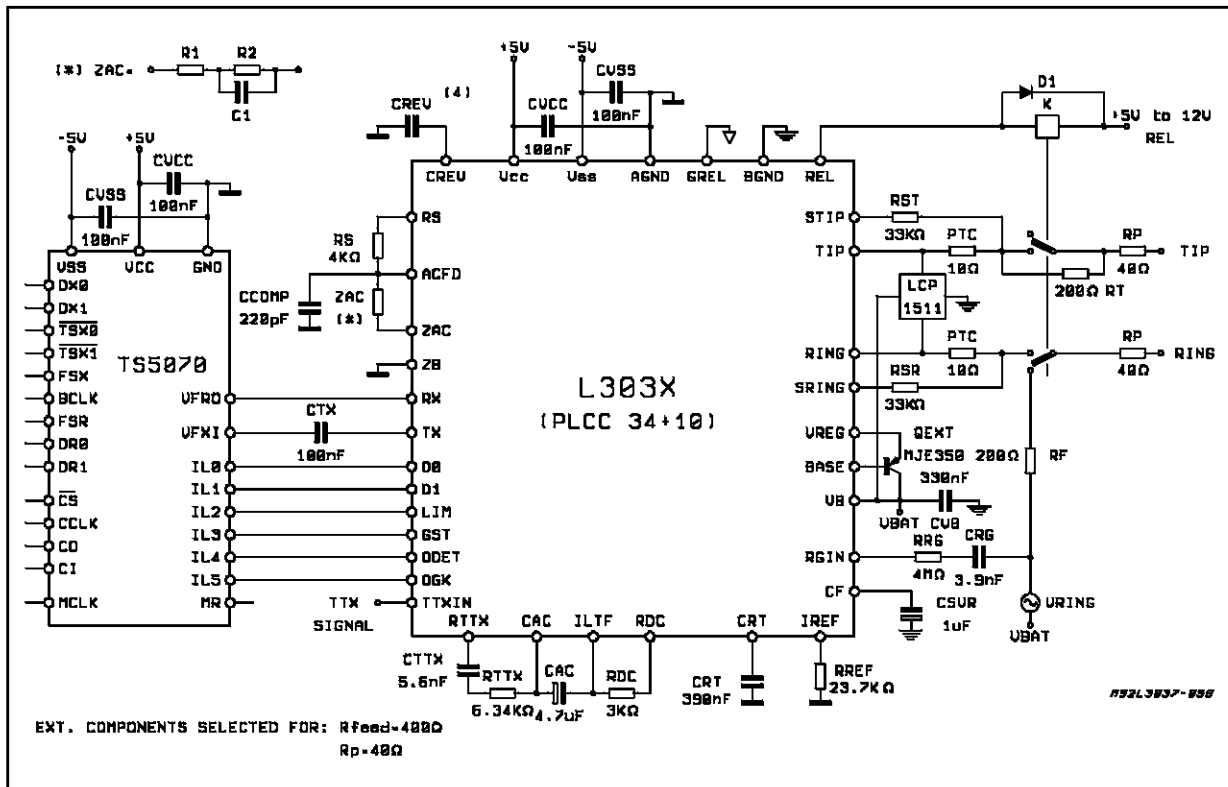 +5V
-5V
R1
R2
(*) ZAC=
C1
(4)
CREV
CVSS
100nF
CVCC
100nF
D1
K
+5V to 12V
REL
-5V
+5V
CVCC
100nF
CVSS
100nF
CREV
Vcc
Vss
AGND
GREL
BGND
REL
VSS
VCC
GND
RS
RS
4KΩ
ACFD
CCOMP
220pF
ZAC
(*)
ZAC
ZB
STIP
RST
33KΩ
TIP
PTC
10Ω
RP
40Ω
TIP
200Ω RT
LCP
1511
RING
PTC
10Ω
RP
40Ω
RING
SRING
RSR
33KΩ
DX0
DX1
TSX0
TSX1
FSX
BCLK
FSR
DR0
DR1
CS
CCLK
CO
CI
MCLK
TS5070
VFRO
VFXI
IL0
IL1
IL2
IL3
IL4
IL5
MR
CTX
100nF
L303X
(PLCC 34+10)
RX
TX
D0
D1
LIM
GST
ODET
OGK
TTXIN
TTX
SIGNAL
VREG
QEXT
BASE
MJE350
200Ω
RF
330nF
VB
VBAT
CVB
RGIN
RRG
4MΩ
CRG
3.9nF
CF
CSVR
1uF
VRING
VBAT
RTTX
CAC
ILTF
RDC
CRT
IREF
CTTX
5.6nF
RTTX
6.34KΩ
CAC
4.7uF
RDC
3KΩ
CRT
390nF
RREF
23.7KΩ
EXT. COMPONENTS SELECTED FOR: Rfeed=400Ω
Rp=40Ω